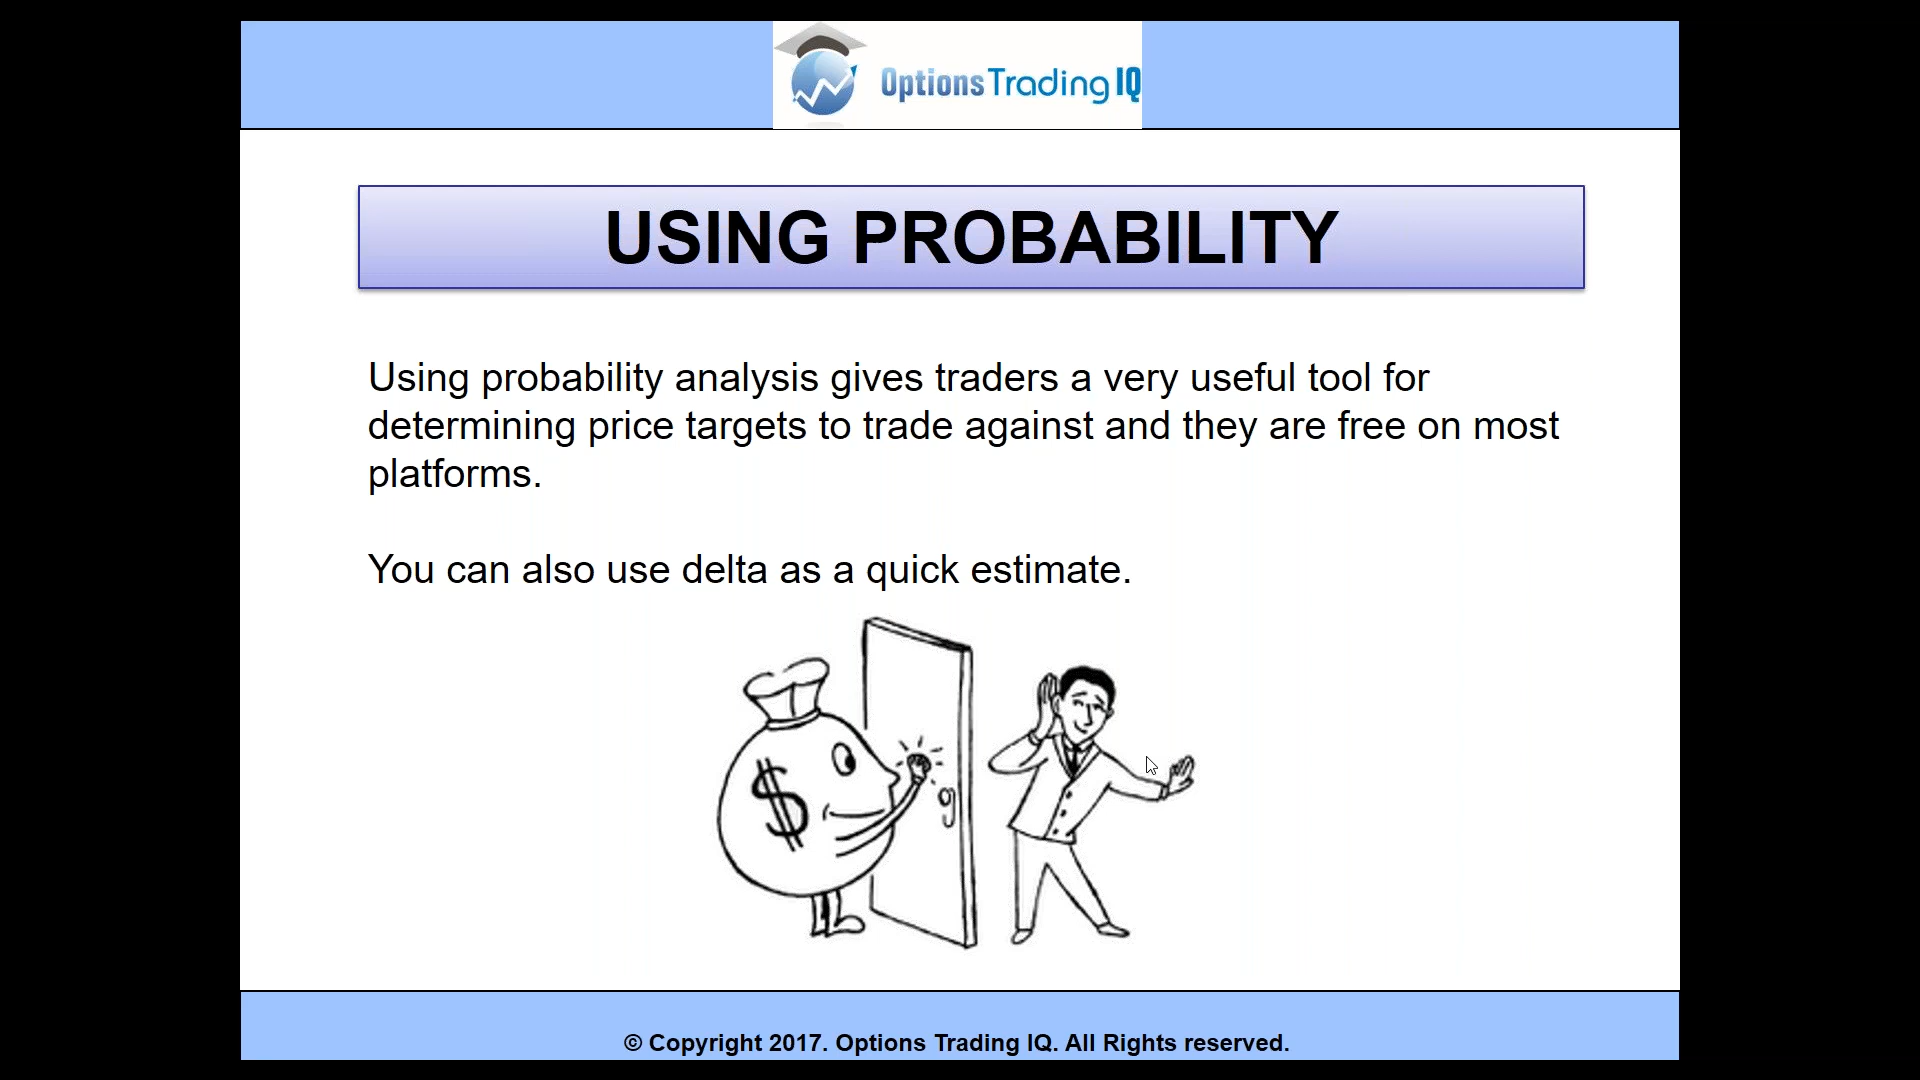 Options Trading IQ
USING PROBABILITY
Using probability analysis gives traders a very useful tool for
determining price targets to trade against and they are free on most
platforms.
You can also use delta as a quick estimate.
$
© Copyright 2017. Options Trading IQ. All Rights reserved.